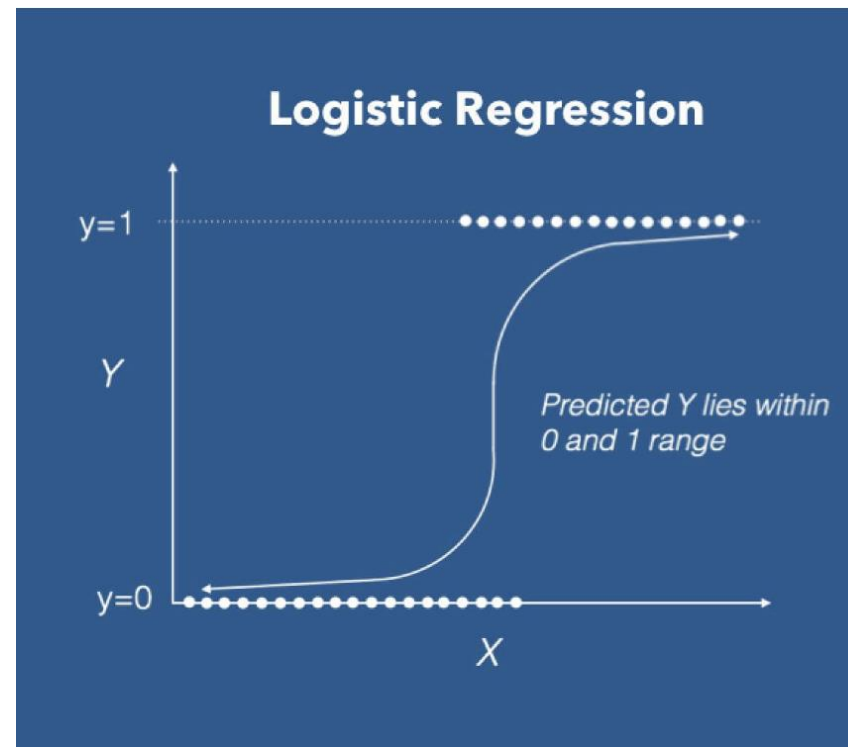 Logistic Regression
y=1
Y
Predicted Y lies within
0 and 1 range
y=0
X